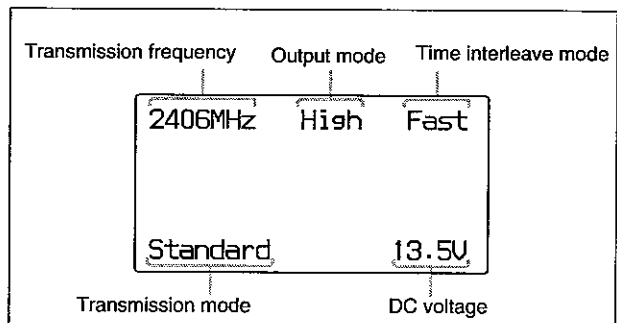 Transmission frequency Output mode Time interleave mode
2406MHz High Fast
Standard 13.5V
Transmission mode DC voltage